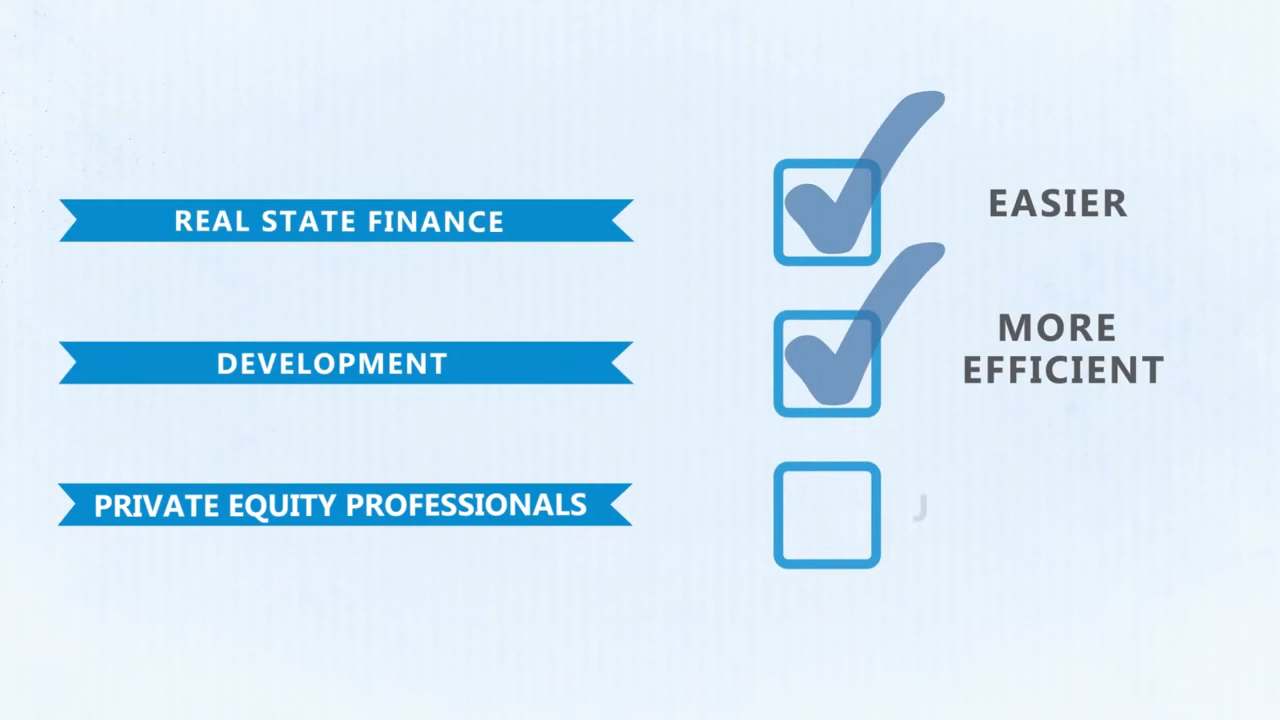 REAL STATE FINANCE
DEVELOPMENT
PRIVATE EQUITY PROFESSIONALS
EASIER
MORE
EFFICIENT
J